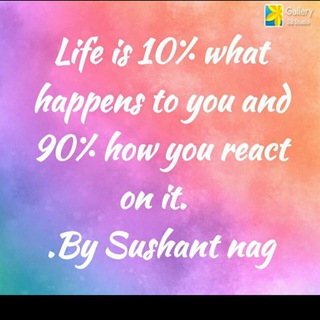 Gallery
Life is 10% what
happens to you and
90% how you react
on it.
.By Sushant nag